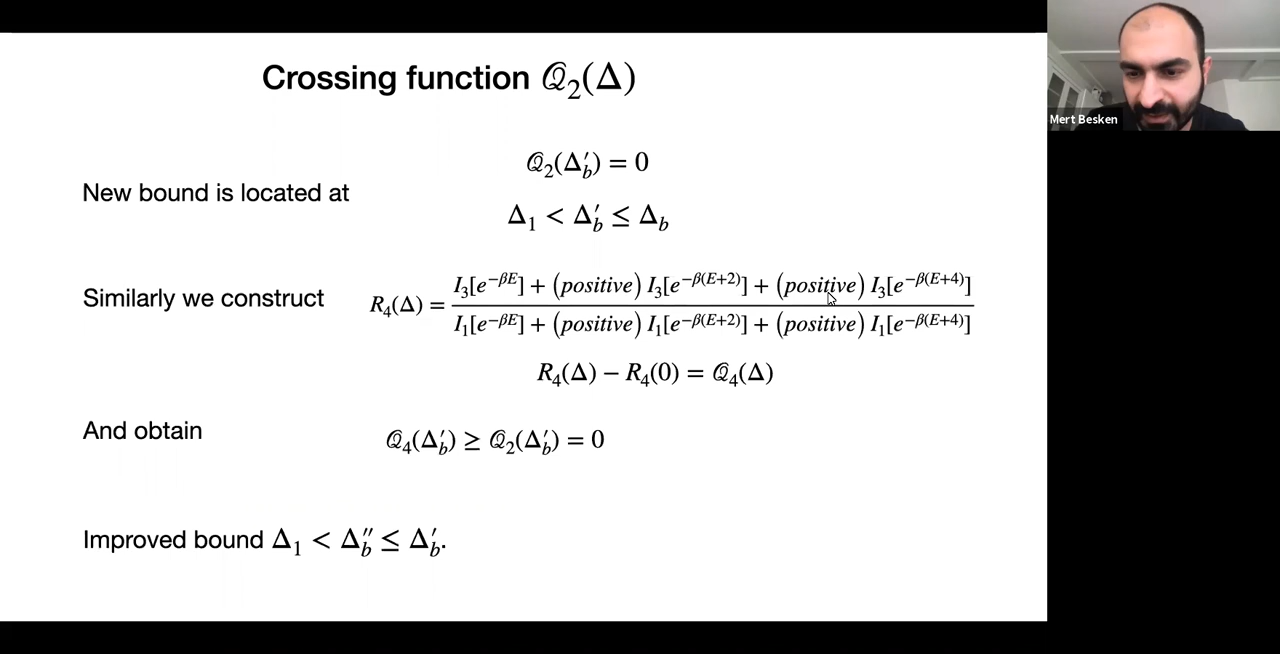 Crossing function 𝒬₂(Δ)
𝒬₂(Δ′_b) = 0
New bound is located at
Δ₁ < Δ′_b ≤ Δ_b
Similarly we construct R₄(Δ) = (I₃[e^{−βE}] + (positive) I₃[e^{−β(E+2)}] + (positive) I₃[e^{−β(E+4)}]) / (I₁[e^{−βE}] + (positive) I₁[e^{−β(E+2)}] + (positive) I₁[e^{−β(E+4)}])
R₄(Δ) − R₄(0) = 𝒬₄(Δ)
And obtain 𝒬₄(Δ′_b) ≥ 𝒬₂(Δ′_b) = 0
Improved bound Δ₁ < Δ″_b ≤ Δ′_b.
Mert Besken